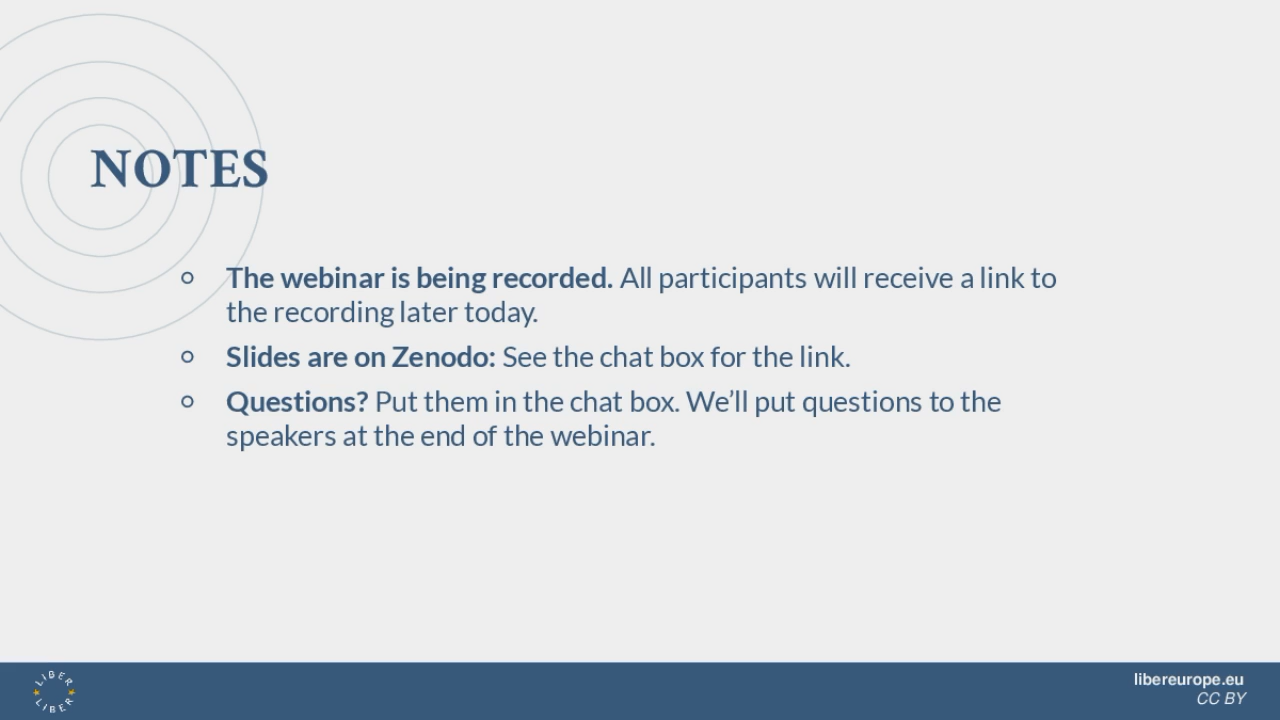 NOTES
The webinar is being recorded. All participants will receive a link to
the recording later today.
Slides are on Zenodo: See the chat box for the link.
Questions? Put them in the chat box. We’ll put questions to the
speakers at the end of the webinar.
LIBER
LIBER
libereurope.eu
CC BY